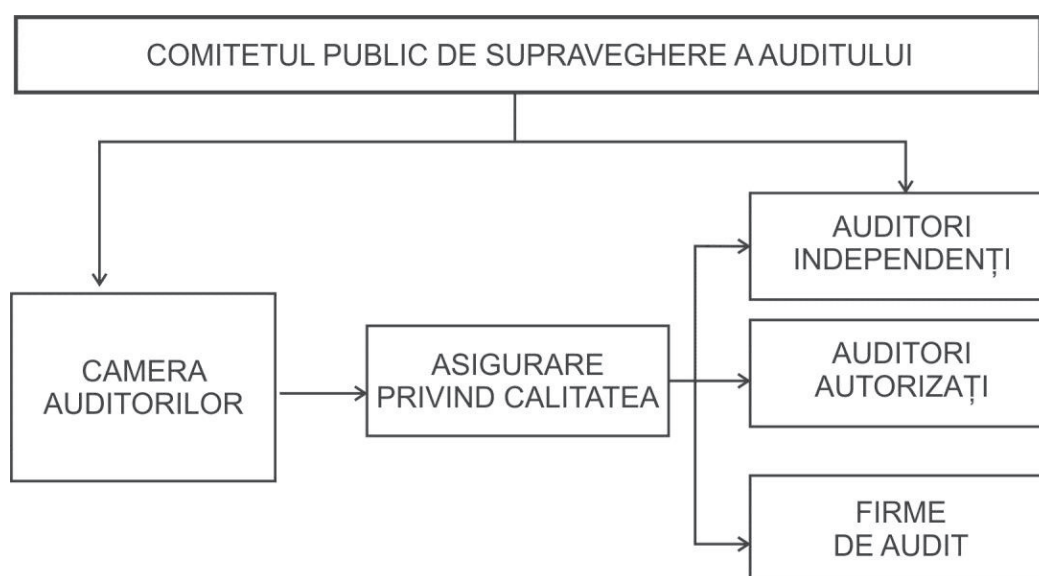 COMITETUL PUBLIC DE SUPRAVEGHERE A AUDITULUI
CAMERA
AUDITORILOR
ASIGURARE
PRIVIND CALITATEA
AUDITORI
INDEPENDENȚI
AUDITORI
AUTORIZAȚI
FIRME
DE AUDIT